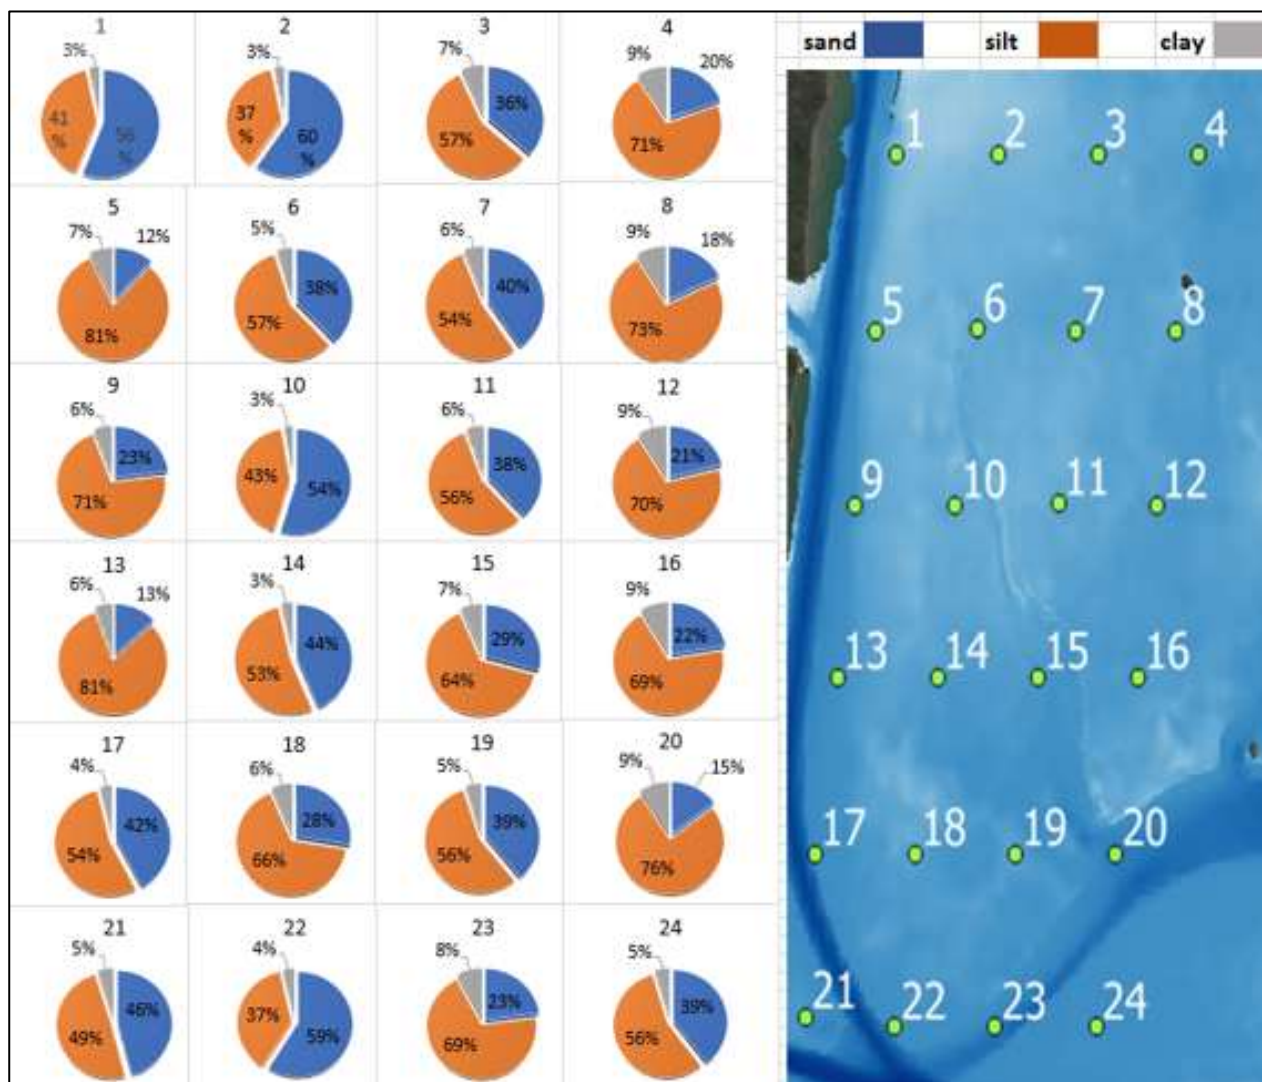 1 2 3 4
3% 3% 7% 9% 20%
41% 56% 37% 60% 57% 36% 71%
5 6 7 8
7% 12% 5% 6% 9% 18%
81% 57% 38% 54% 40% 73%
9 10 11 12
6% 3% 6% 9%
71% 23% 43% 54% 56% 38% 70% 21%
13 14 15 16
6% 13% 3% 7% 9%
81% 53% 44% 64% 29% 69% 22%
17 18 19 20
4% 6% 5% 9% 15%
54% 42% 66% 28% 56% 39% 76%
21 22 23 24
5% 4% 8% 5%
49% 46% 37% 59% 69% 23% 56% 39%
sand silt clay
1 2 3 4
5 6 7 8
9 10 11 12
13 14 15 16
17 18 19 20
21 22 23 24